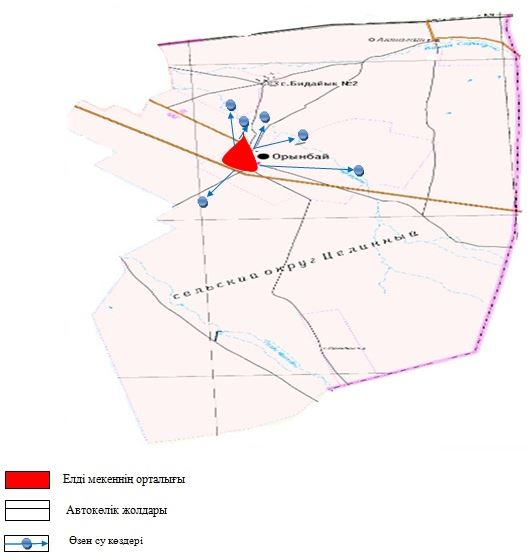 с.Бидайык №2
Орынбай
сельский округ Целинный
Елді мекеннің орталығы
Автокөлік жолдары
Өзен су көздері